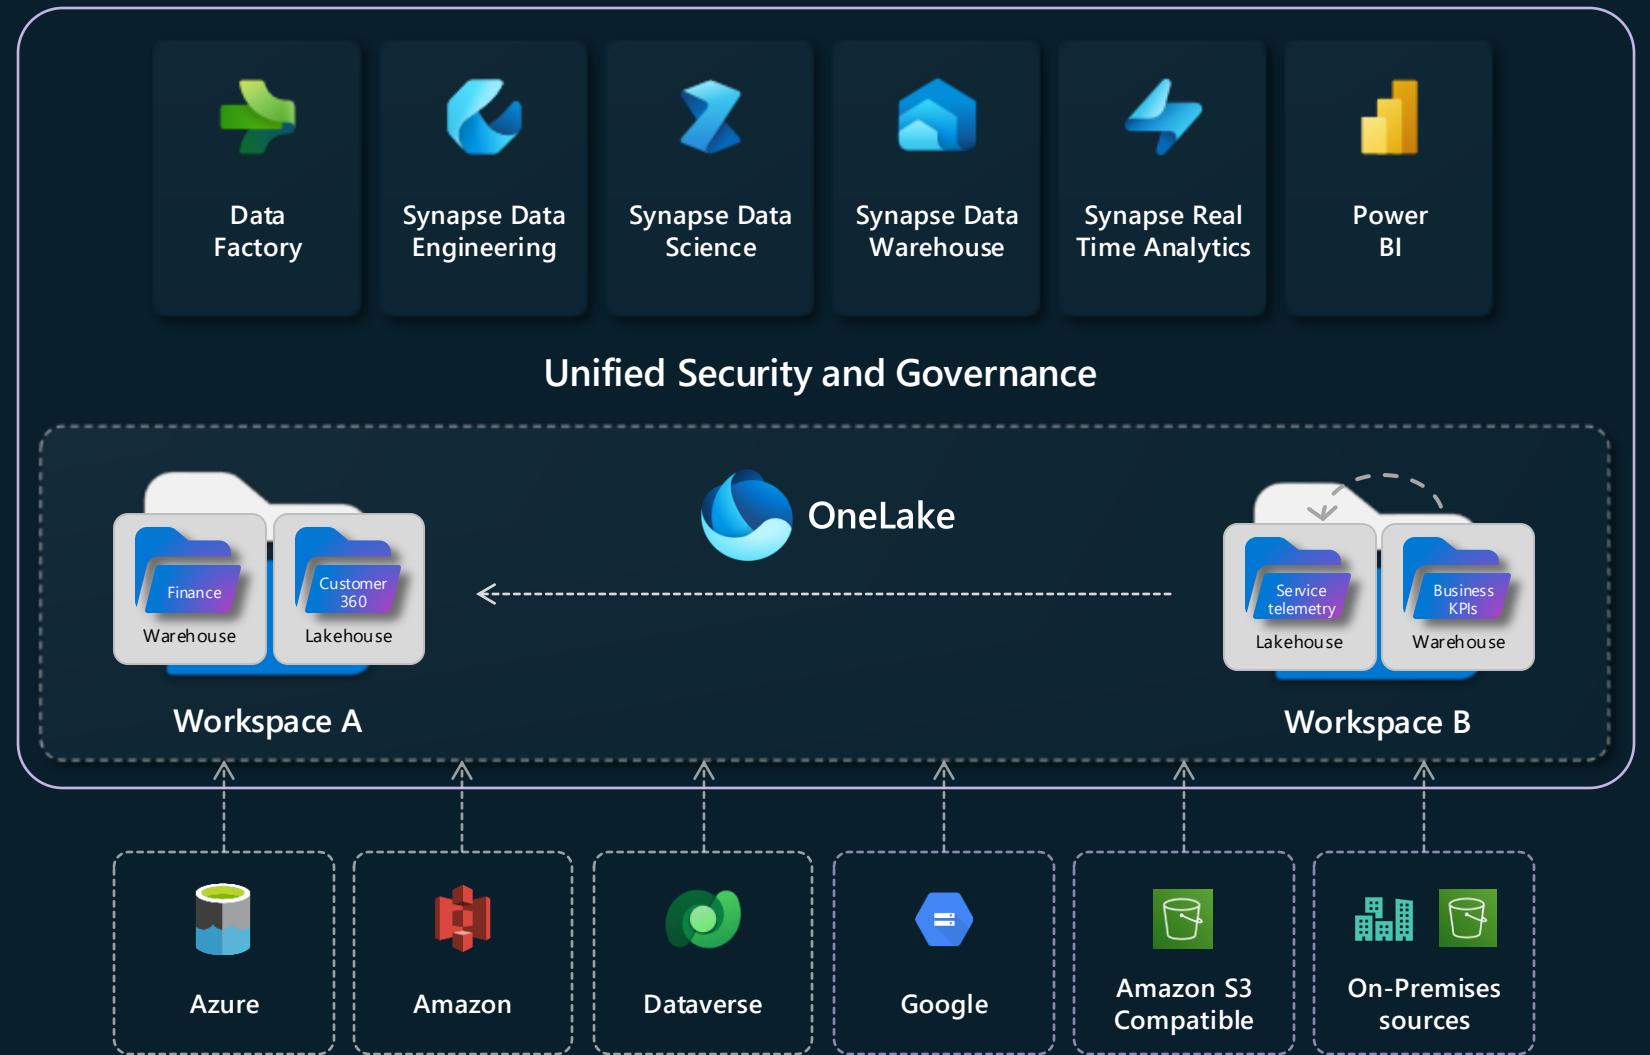 Data
Factory
Synapse Data
Engineering
Synapse Data
Science
Synapse Data
Warehouse
Synapse Real
Time Analytics
Power
BI
Unified Security and Governance
OneLake
Finance
Warehouse
Customer
360
Lakehouse
Workspace A
Service
telemetry
Lakehouse
Business
KPIs
Warehouse
Workspace B
Azure
Amazon
Dataverse
Google
Amazon S3
Compatible
On-Premises
sources